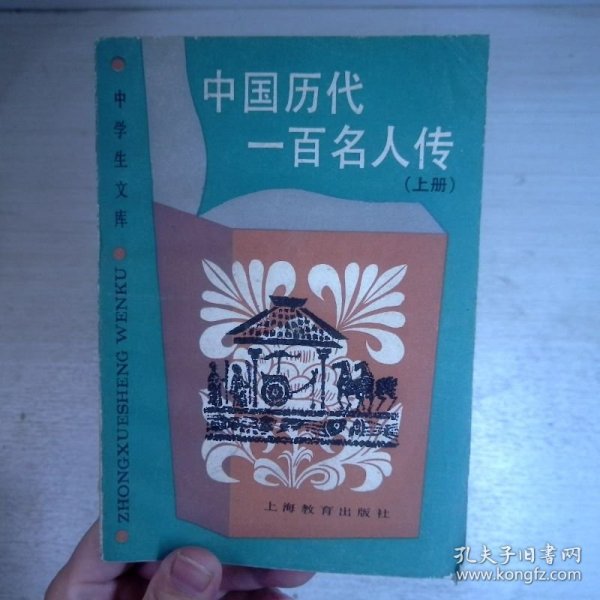 中国历代
一百名人传
(上册)
中学生文库
ZHONGXUESHENG WENKU
上海教育出版社
孔夫子旧书网
www.kongfz.com